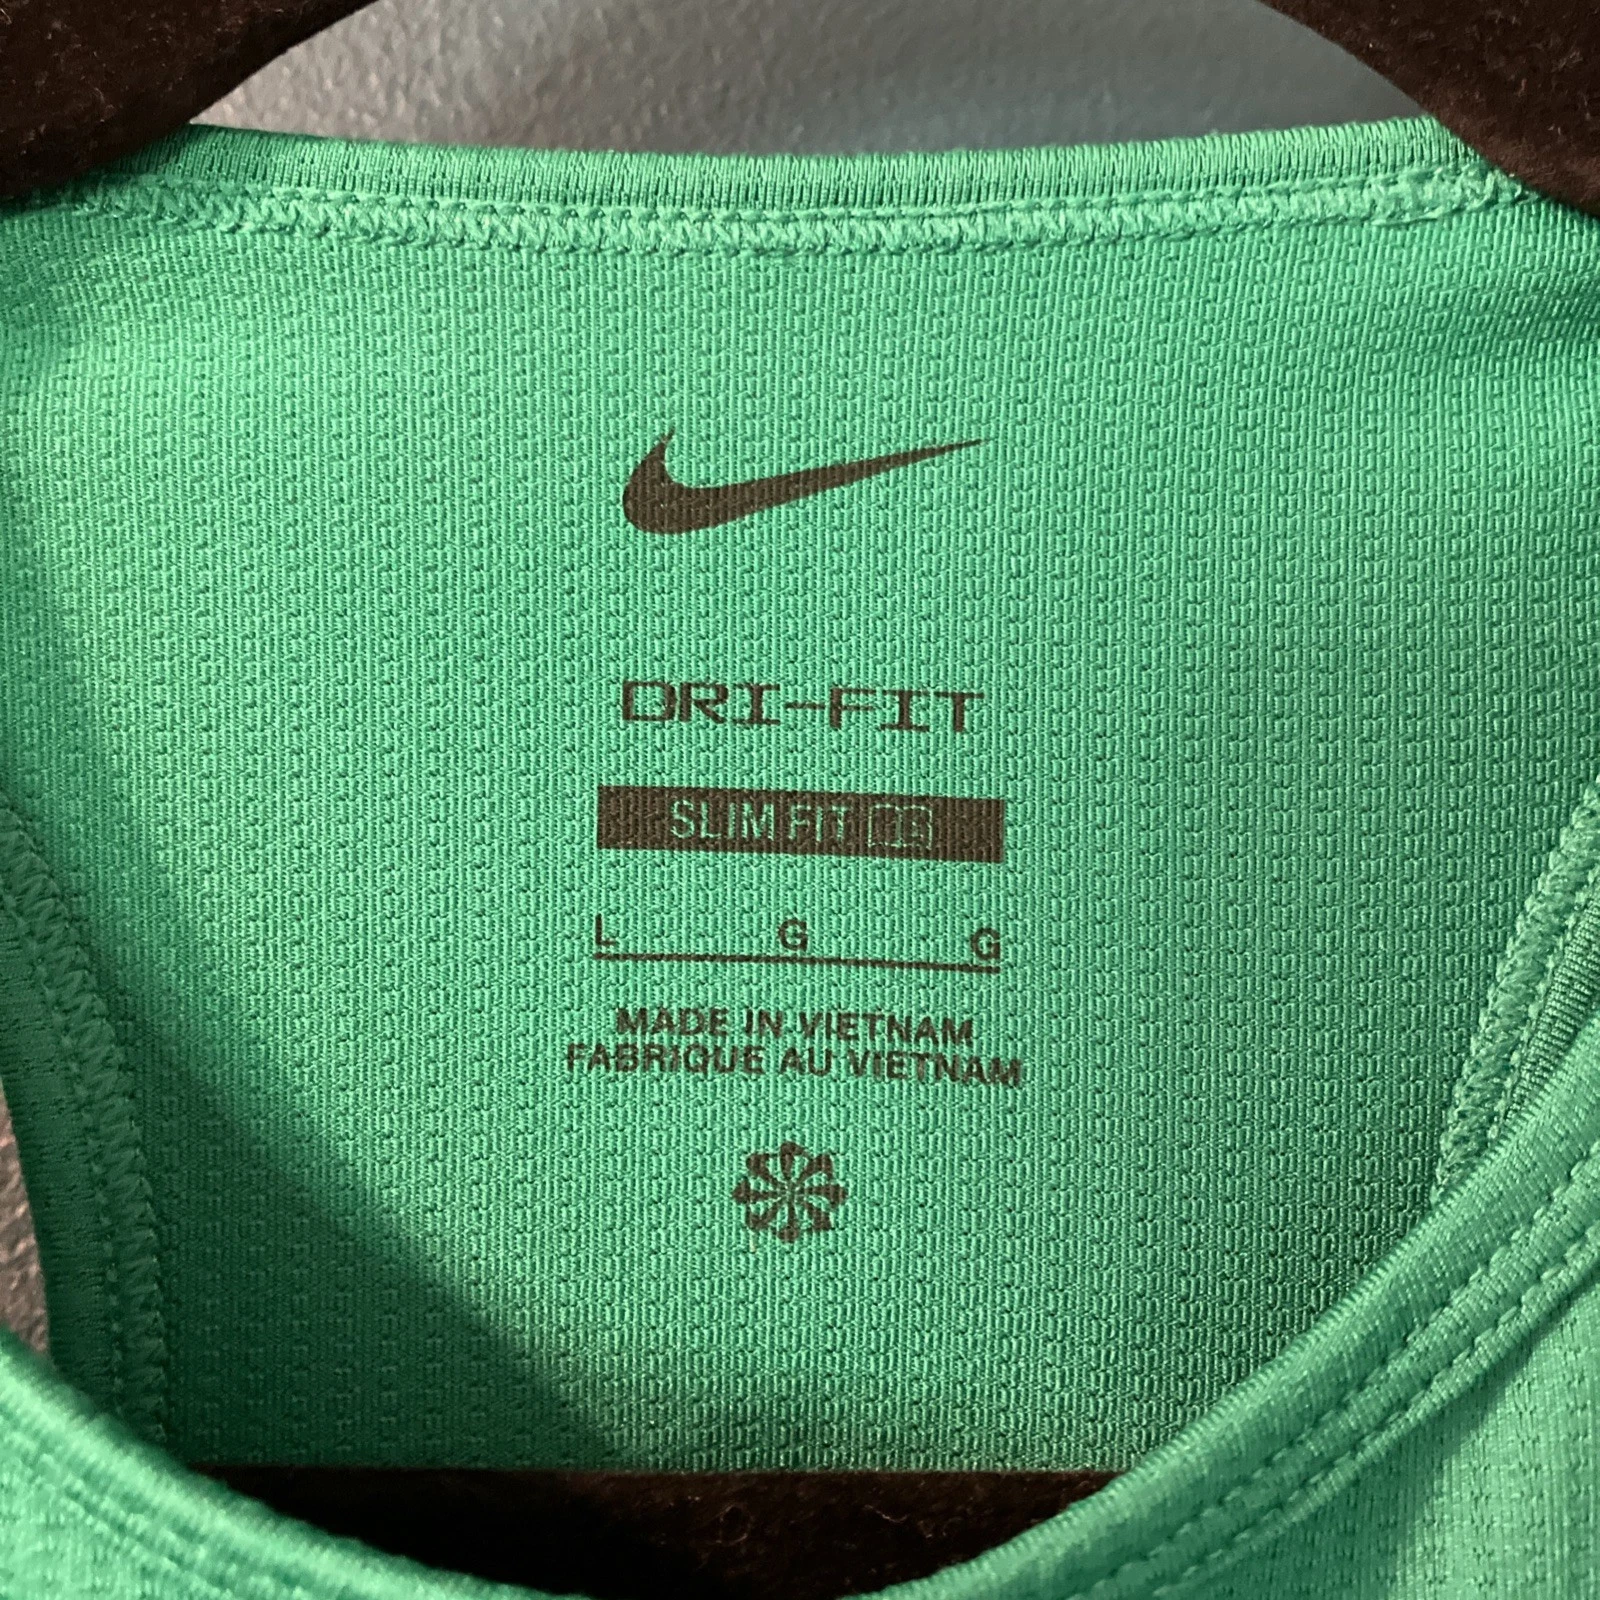 DRI-FIT
SLIM FIT
L G G
MADE IN VIETNAM
FABRIQUE AU VIETNAM